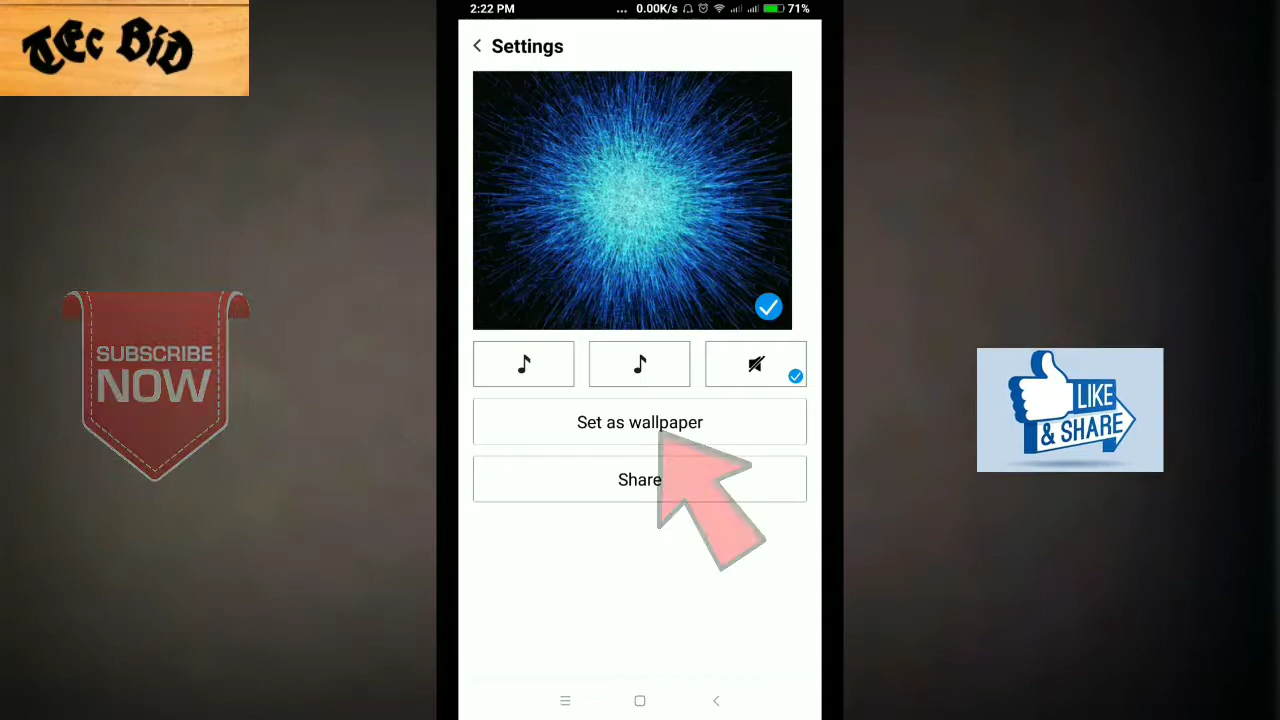 TEc BiD
2:22 PM ... 0.00K/s 71%
Settings
SUBSCRIBE
NOW
Set as wallpaper
Share
LIKE
& SHARE